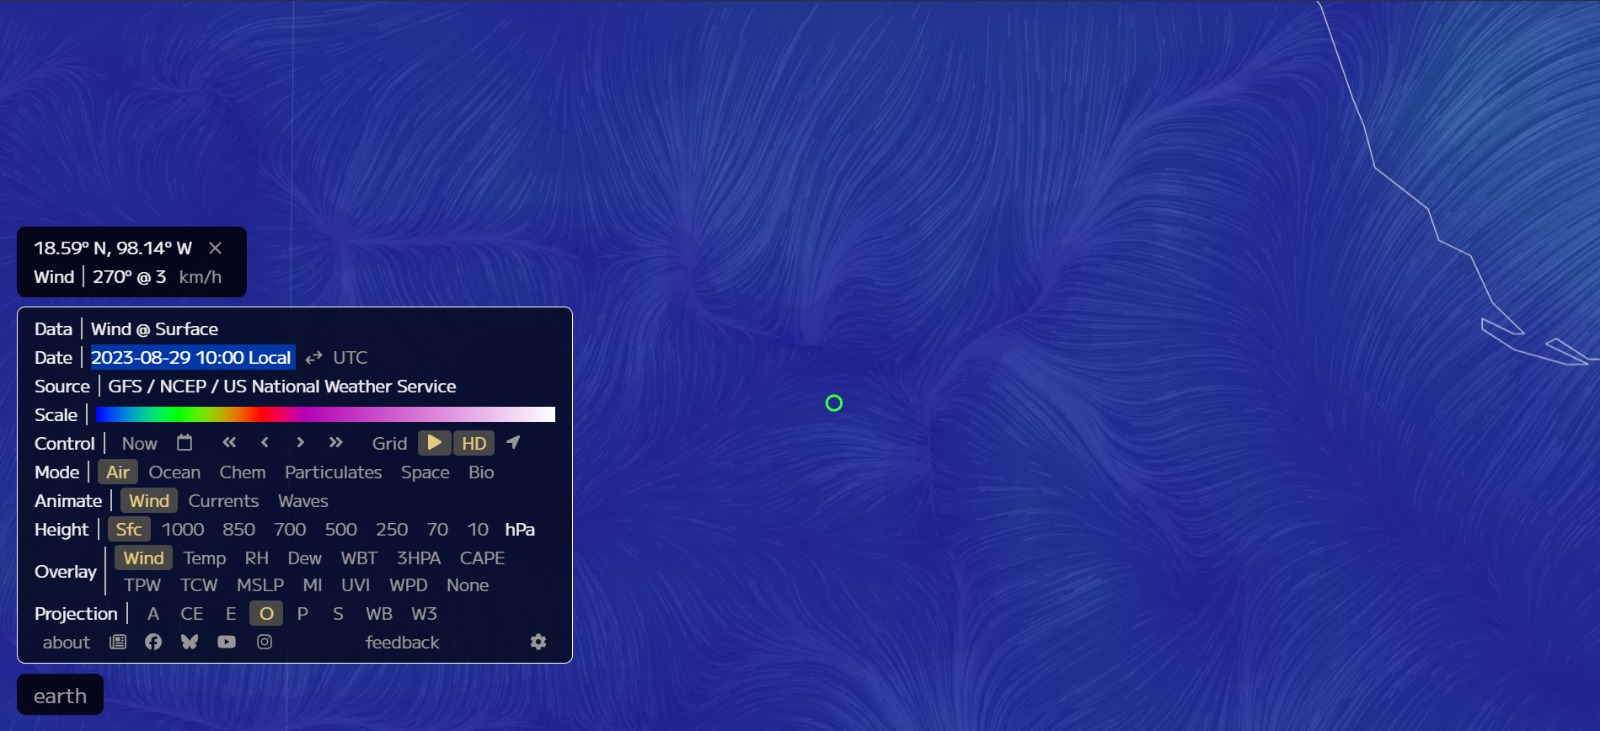 18.59° N, 98.14° W ×
Wind | 270° @ 3 km/h
Data | Wind @ Surface
Date | 2023-08-29 10:00 Local ⇄ UTC
Source | GFS / NCEP / US National Weather Service
Scale |
Control | Now « ‹ › » Grid HD
Mode | Air Ocean Chem Particulates Space Bio
Animate | Wind Currents Waves
Height | Sfc 1000 850 700 500 250 70 10 hPa
Overlay | Wind Temp RH Dew WBT 3HPA CAPE
TPW TCW MSLP MI UVI WPD None
Projection | A CE E O P S WB W3
about feedback
earth